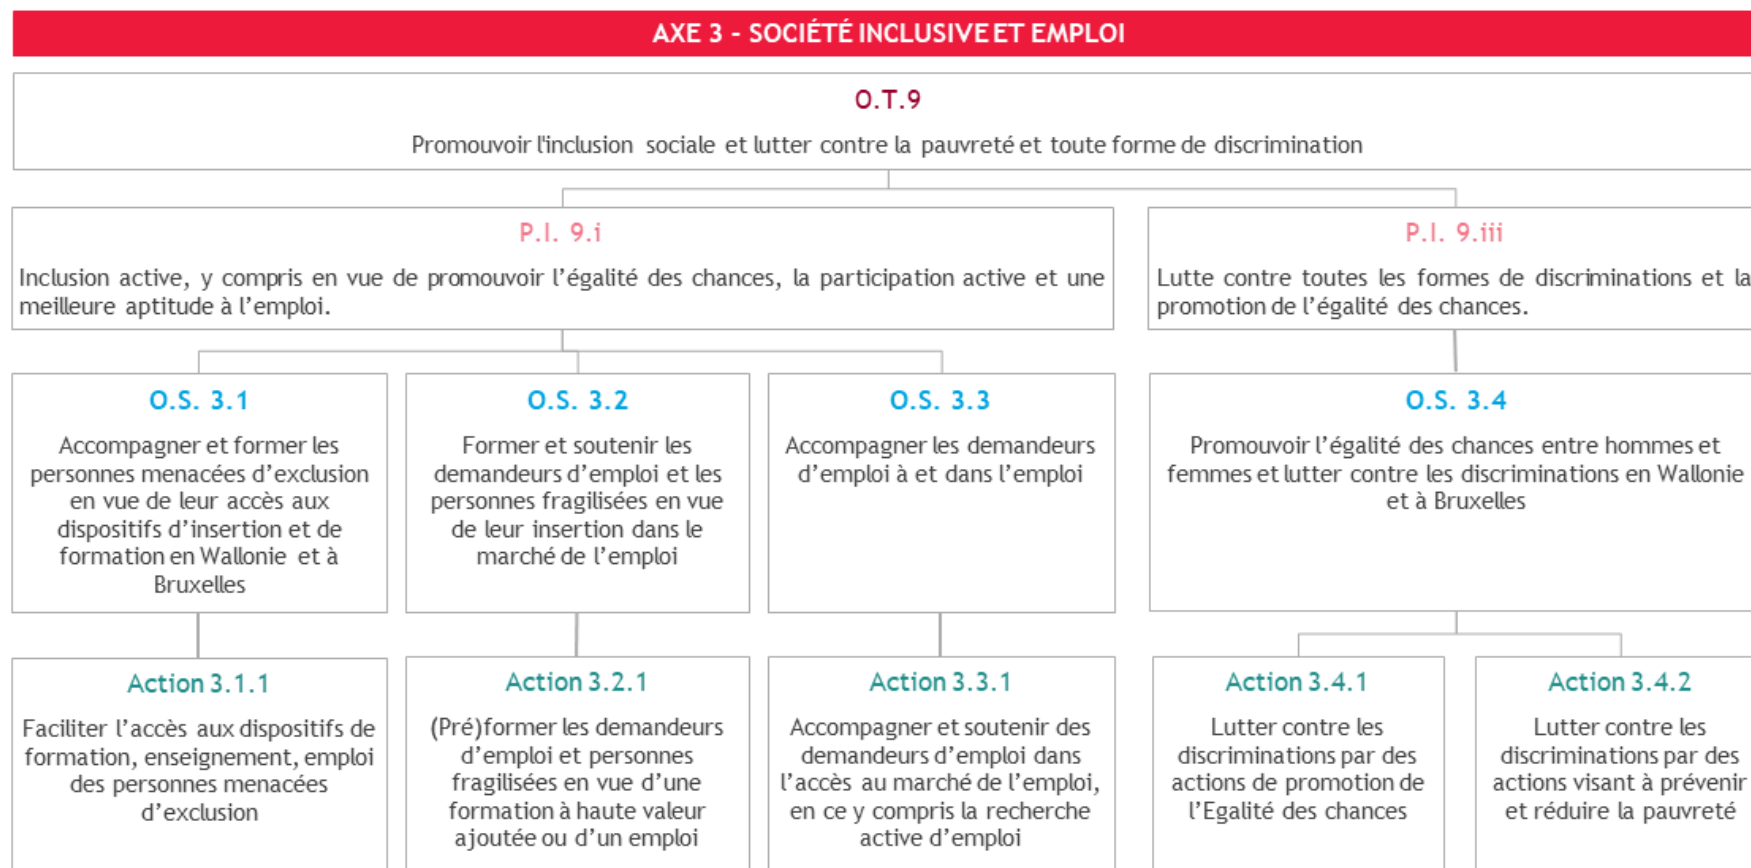 AXE 3 - SOCIÉTÉ INCLUSIVE ET EMPLOI
O.T.9
Promouvoir l'inclusion sociale et lutter contre la pauvreté et toute forme de discrimination
P.I. 9.i
Inclusion active, y compris en vue de promouvoir l’égalité des chances, la participation active et une
meilleure aptitude à l’emploi.
P.I. 9.iii
Lutte contre toutes les formes de discriminations et la
promotion de l’égalité des chances.
O.S. 3.1
Accompagner et former les
personnes menacées d’exclusion
en vue de leur accès aux
dispositifs d’insertion et de
formation en Wallonie et à
Bruxelles
O.S. 3.2
Former et soutenir les
demandeurs d’emploi et les
personnes fragilisées en vue
de leur insertion dans le
marché de l’emploi
O.S. 3.3
Accompagner les demandeurs
d’emploi à et dans l’emploi
O.S. 3.4
Promouvoir l’égalité des chances entre hommes et
femmes et lutter contre les discriminations en Wallonie
et à Bruxelles
Action 3.1.1
Faciliter l’accès aux dispositifs de
formation, enseignement, emploi
des personnes menacées
d’exclusion
Action 3.2.1
(Pré)former les demandeurs
d’emploi et personnes
fragilisées en vue d’une
formation à haute valeur
ajoutée ou d’un emploi
Action 3.3.1
Accompagner et soutenir des
demandeurs d’emploi dans
l’accès au marché de l’emploi,
en ce y compris la recherche
active d’emploi
Action 3.4.1
Lutter contre les
discriminations par des
actions de promotion de
l’Egalité des chances
Action 3.4.2
Lutter contre les
discriminations par des
actions visant à prévenir
et réduire la pauvreté